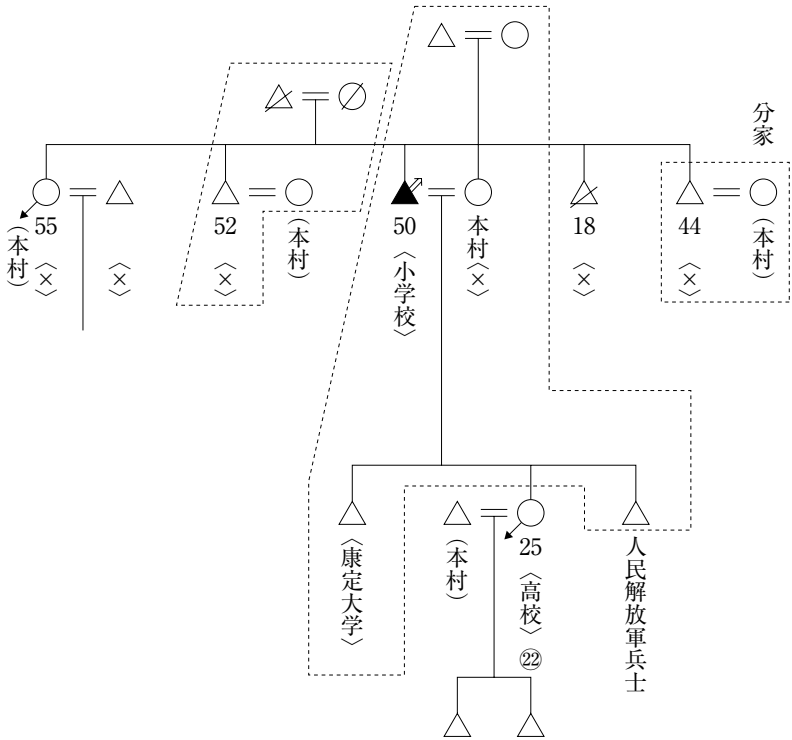 分家
55
〈×〉
(本村)
〈×〉
52
〈×〉
(本村)
50
〈小学校〉
本村〈×〉
18
〈×〉
44
〈×〉
(本村)
〈康定大学〉
(本村)
25
〈高校〉
㉒
人民解放軍兵士